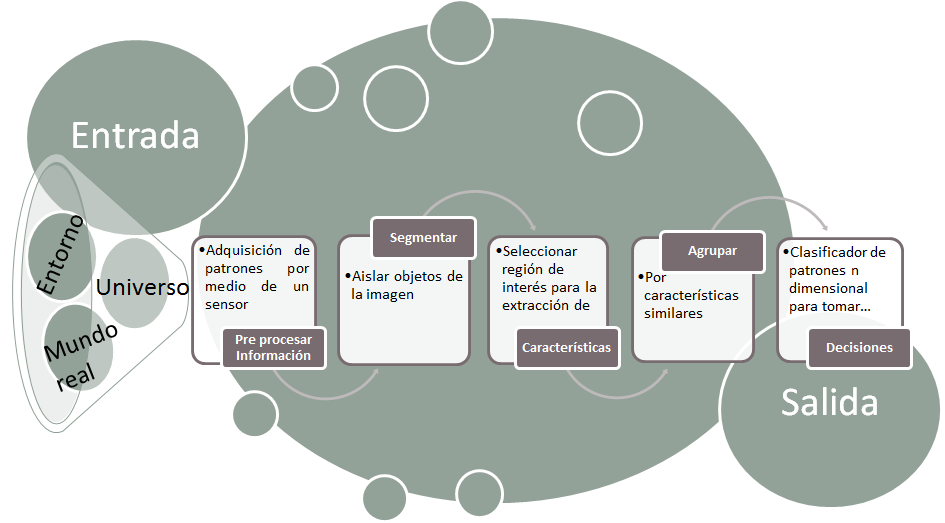 Entrada
Entorno
Universo
Mundo
real
•Adquisición de
patrones por
medio de un
sensor
Pre procesar
Información
Segmentar
•Aislar objetos de
la imagen
•Seleccionar
región de
interés para la
extracción de
Características
Agrupar
•Por
características
similares
•Clasificador de
patrones n
dimensional
para tomar...
Decisiones
Salida